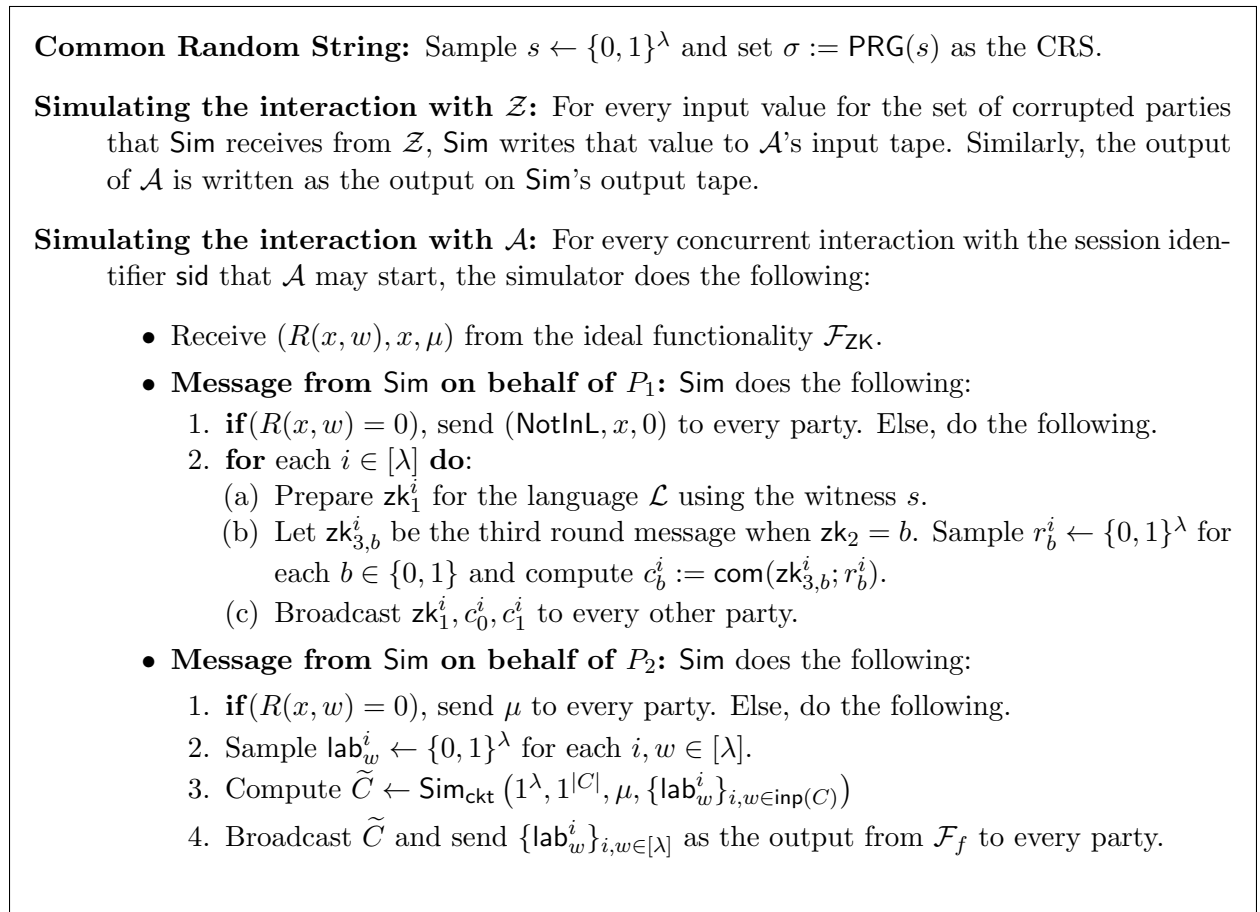 Common Random String: Sample s ← {0, 1}^λ and set σ := PRG(s) as the CRS.
Simulating the interaction with 𝒵: For every input value for the set of corrupted parties
that Sim receives from 𝒵, Sim writes that value to 𝒜's input tape. Similarly, the output
of 𝒜 is written as the output on Sim's output tape.
Simulating the interaction with 𝒜: For every concurrent interaction with the session iden-
tifier sid that 𝒜 may start, the simulator does the following:
• Receive (R(x, w), x, μ) from the ideal functionality ℱ_ZK.
• Message from Sim on behalf of P_1: Sim does the following:
1. if(R(x, w) = 0), send (NotInL, x, 0) to every party. Else, do the following.
2. for each i ∈ [λ] do:
(a) Prepare zk_1^i for the language ℒ using the witness s.
(b) Let zk_{3,b}^i be the third round message when zk_2 = b. Sample r_b^i ← {0, 1}^λ for
each b ∈ {0, 1} and compute c_b^i := com(zk_{3,b}^i; r_b^i).
(c) Broadcast zk_1^i, c_0^i, c_1^i to every other party.
• Message from Sim on behalf of P_2: Sim does the following:
1. if(R(x, w) = 0), send μ to every party. Else, do the following.
2. Sample lab_w^i ← {0, 1}^λ for each i, w ∈ [λ].
3. Compute C̃ ← Sim_ckt (1^λ, 1^{|C|}, μ, {lab_w^i}_{i,w∈inp(C)})
4. Broadcast C̃ and send {lab_w^i}_{i,w∈[λ]} as the output from ℱ_f to every party.